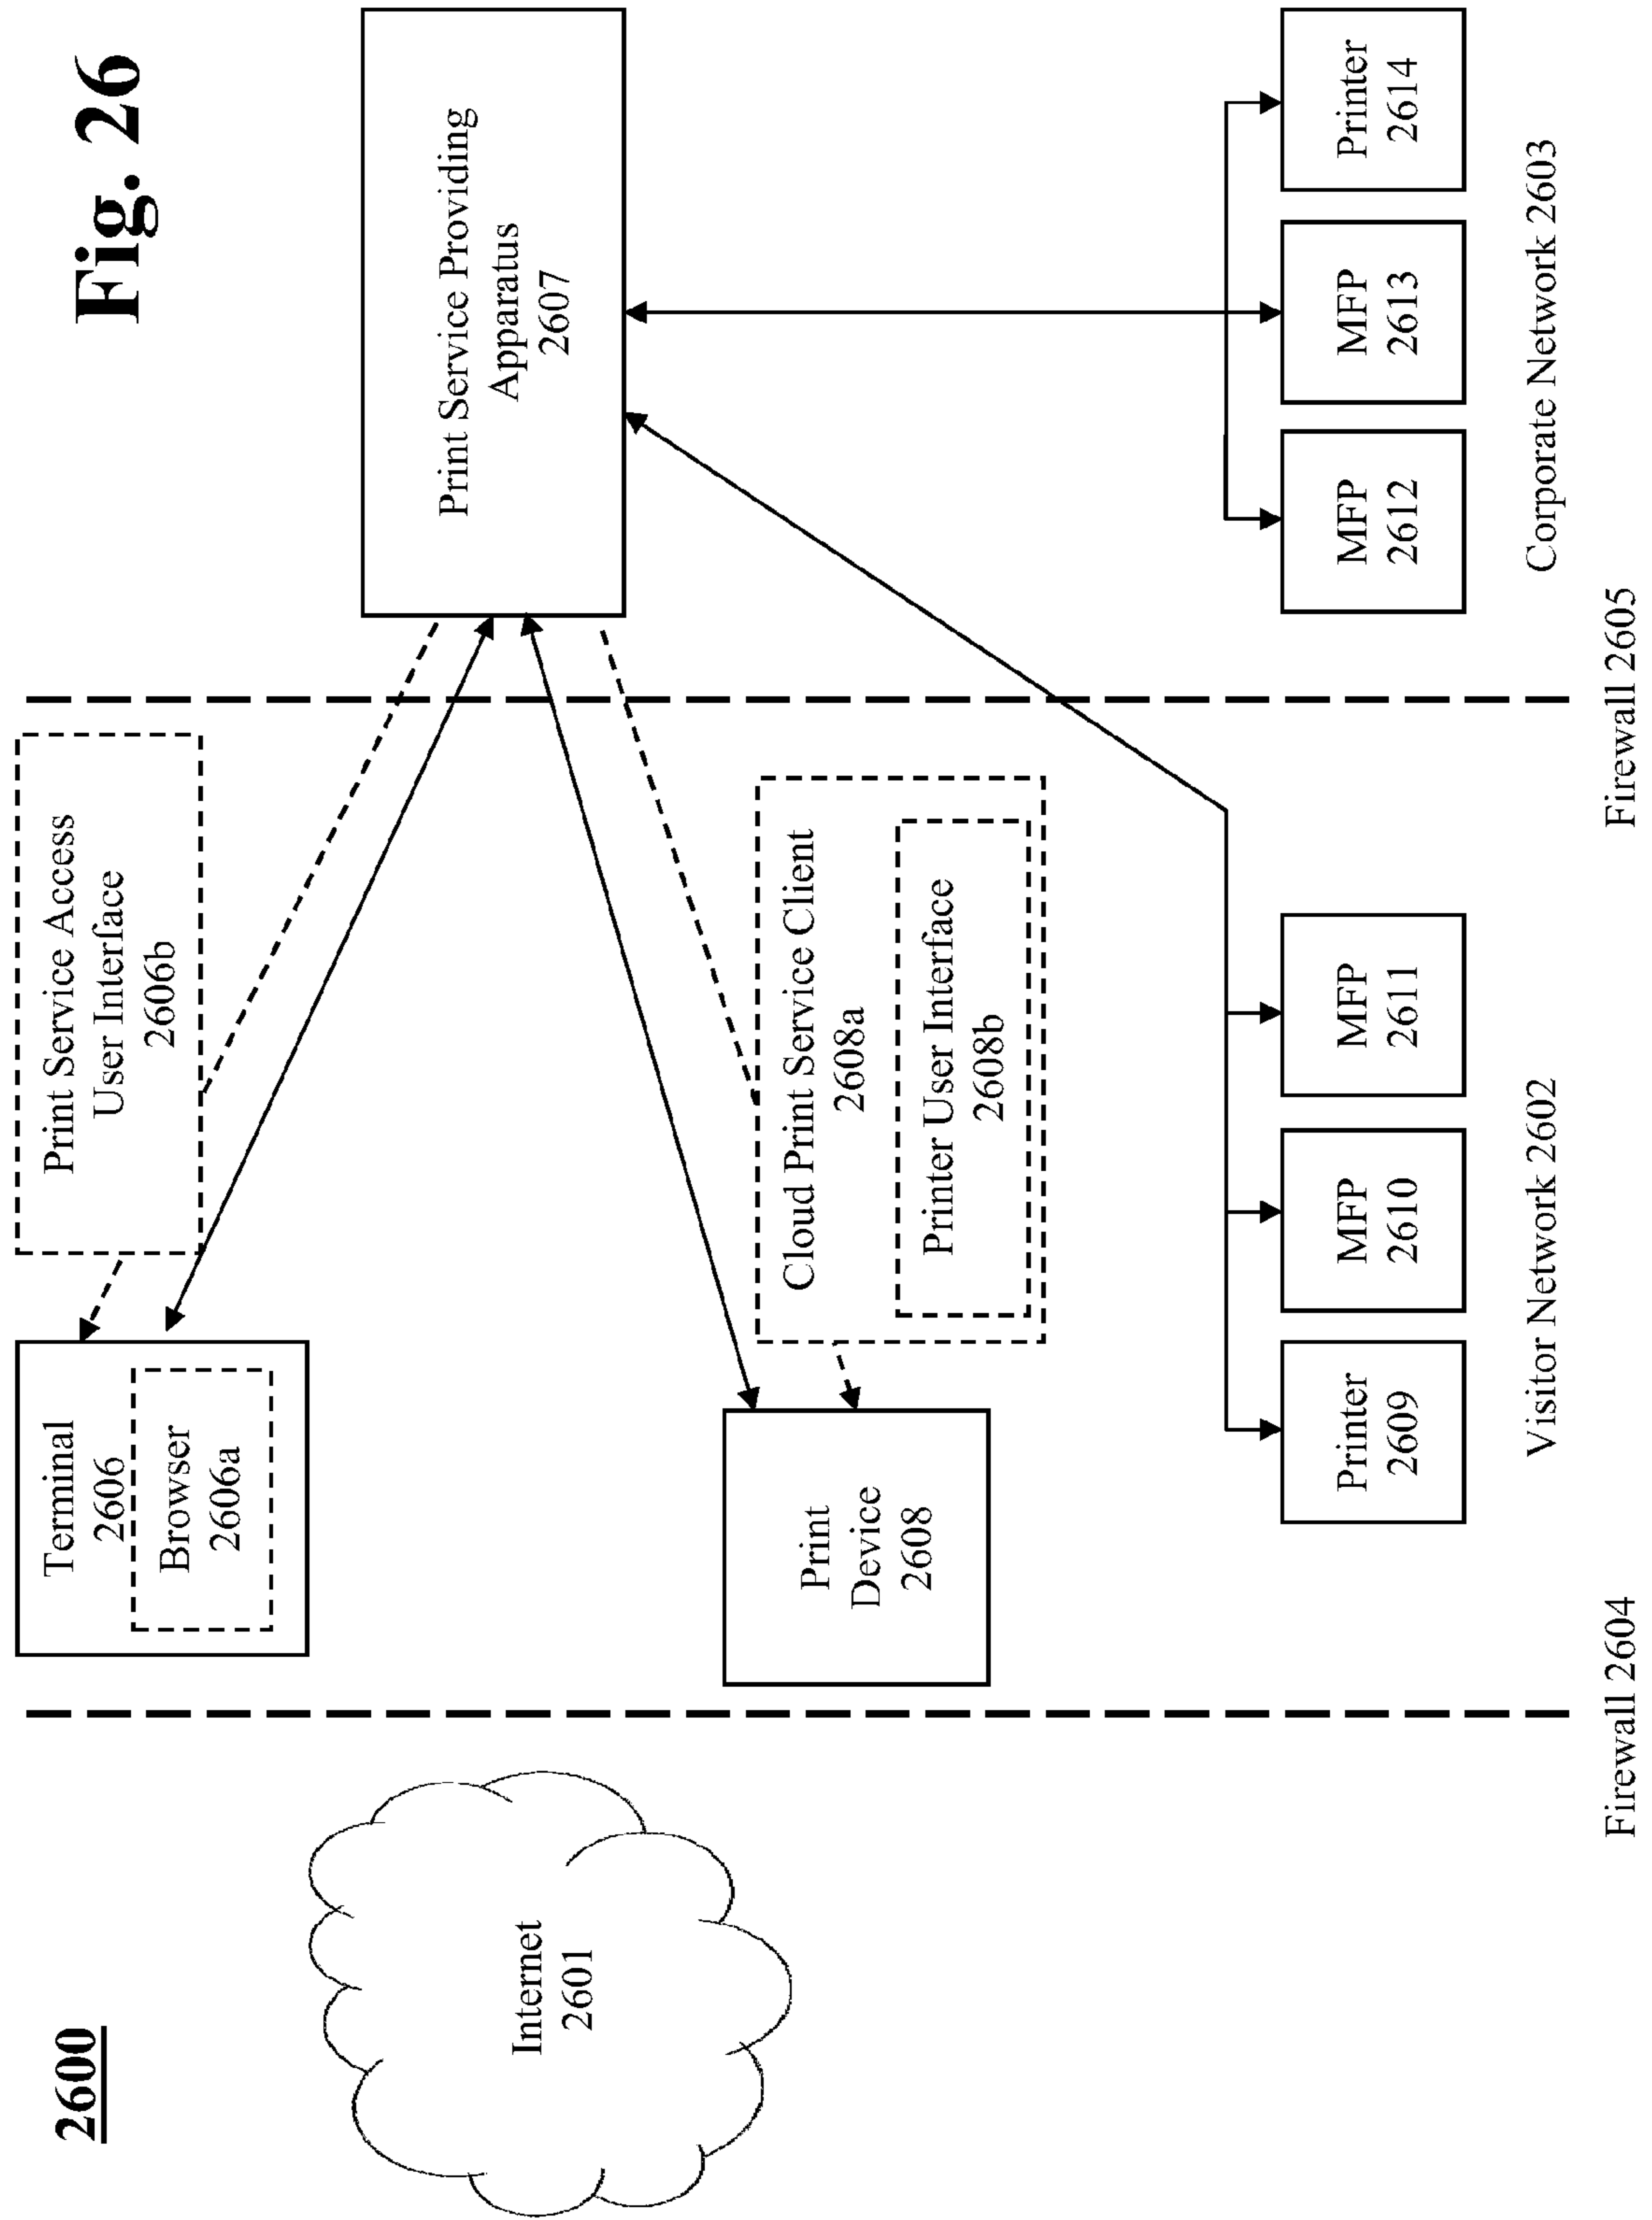 2600
Fig. 26
Internet
2601
Terminal
2606
Browser
2606a
Print Service Access
User Interface
2606b
Print Service Providing
Apparatus
2607
Print
Device
2608
Cloud Print Service Client
2608a
Printer User Interface
2608b
Printer
2609
MFP
2610
MFP
2611
MFP
2612
MFP
2613
Printer
2614
Visitor Network 2602
Corporate Network 2603
Firewall 2604
Firewall 2605